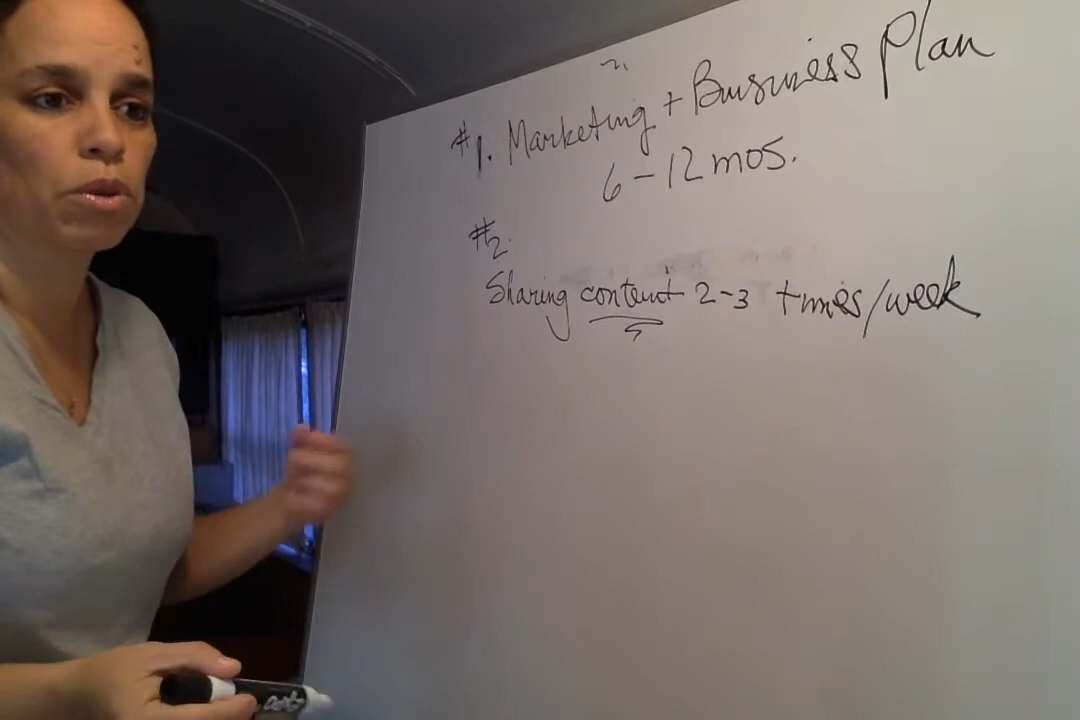 #1. Marketing + Business Plan
6-12 mos.
#2.
Sharing content 2-3 times/week